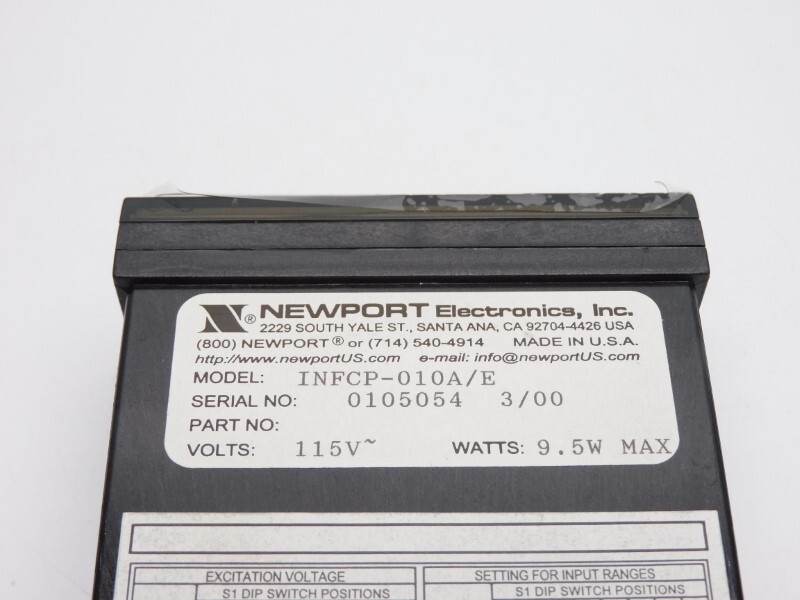 N® NEWPORT Electronics, Inc.
2229 SOUTH YALE ST., SANTA ANA, CA 92704-4426 USA
(800) NEWPORT® or (714) 540-4914 MADE IN U.S.A.
http://www.newportUS.com e-mail: info@newportUS.com
MODEL: INFCP-010A/E
SERIAL NO: 0105054 3/00
PART NO:
VOLTS: 115V~ WATTS: 9.5W MAX
EXCITATION VOLTAGE SETTING FOR INPUT RANGES
S1 DIP SWITCH POSITIONS S1 DIP SWITCH POSITIONS